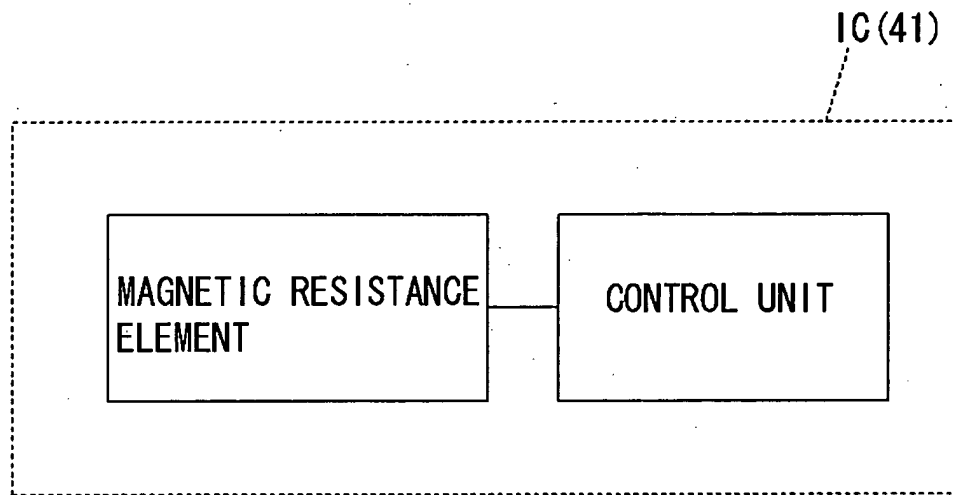 IC(41)
MAGNETIC RESISTANCE
ELEMENT
CONTROL UNIT